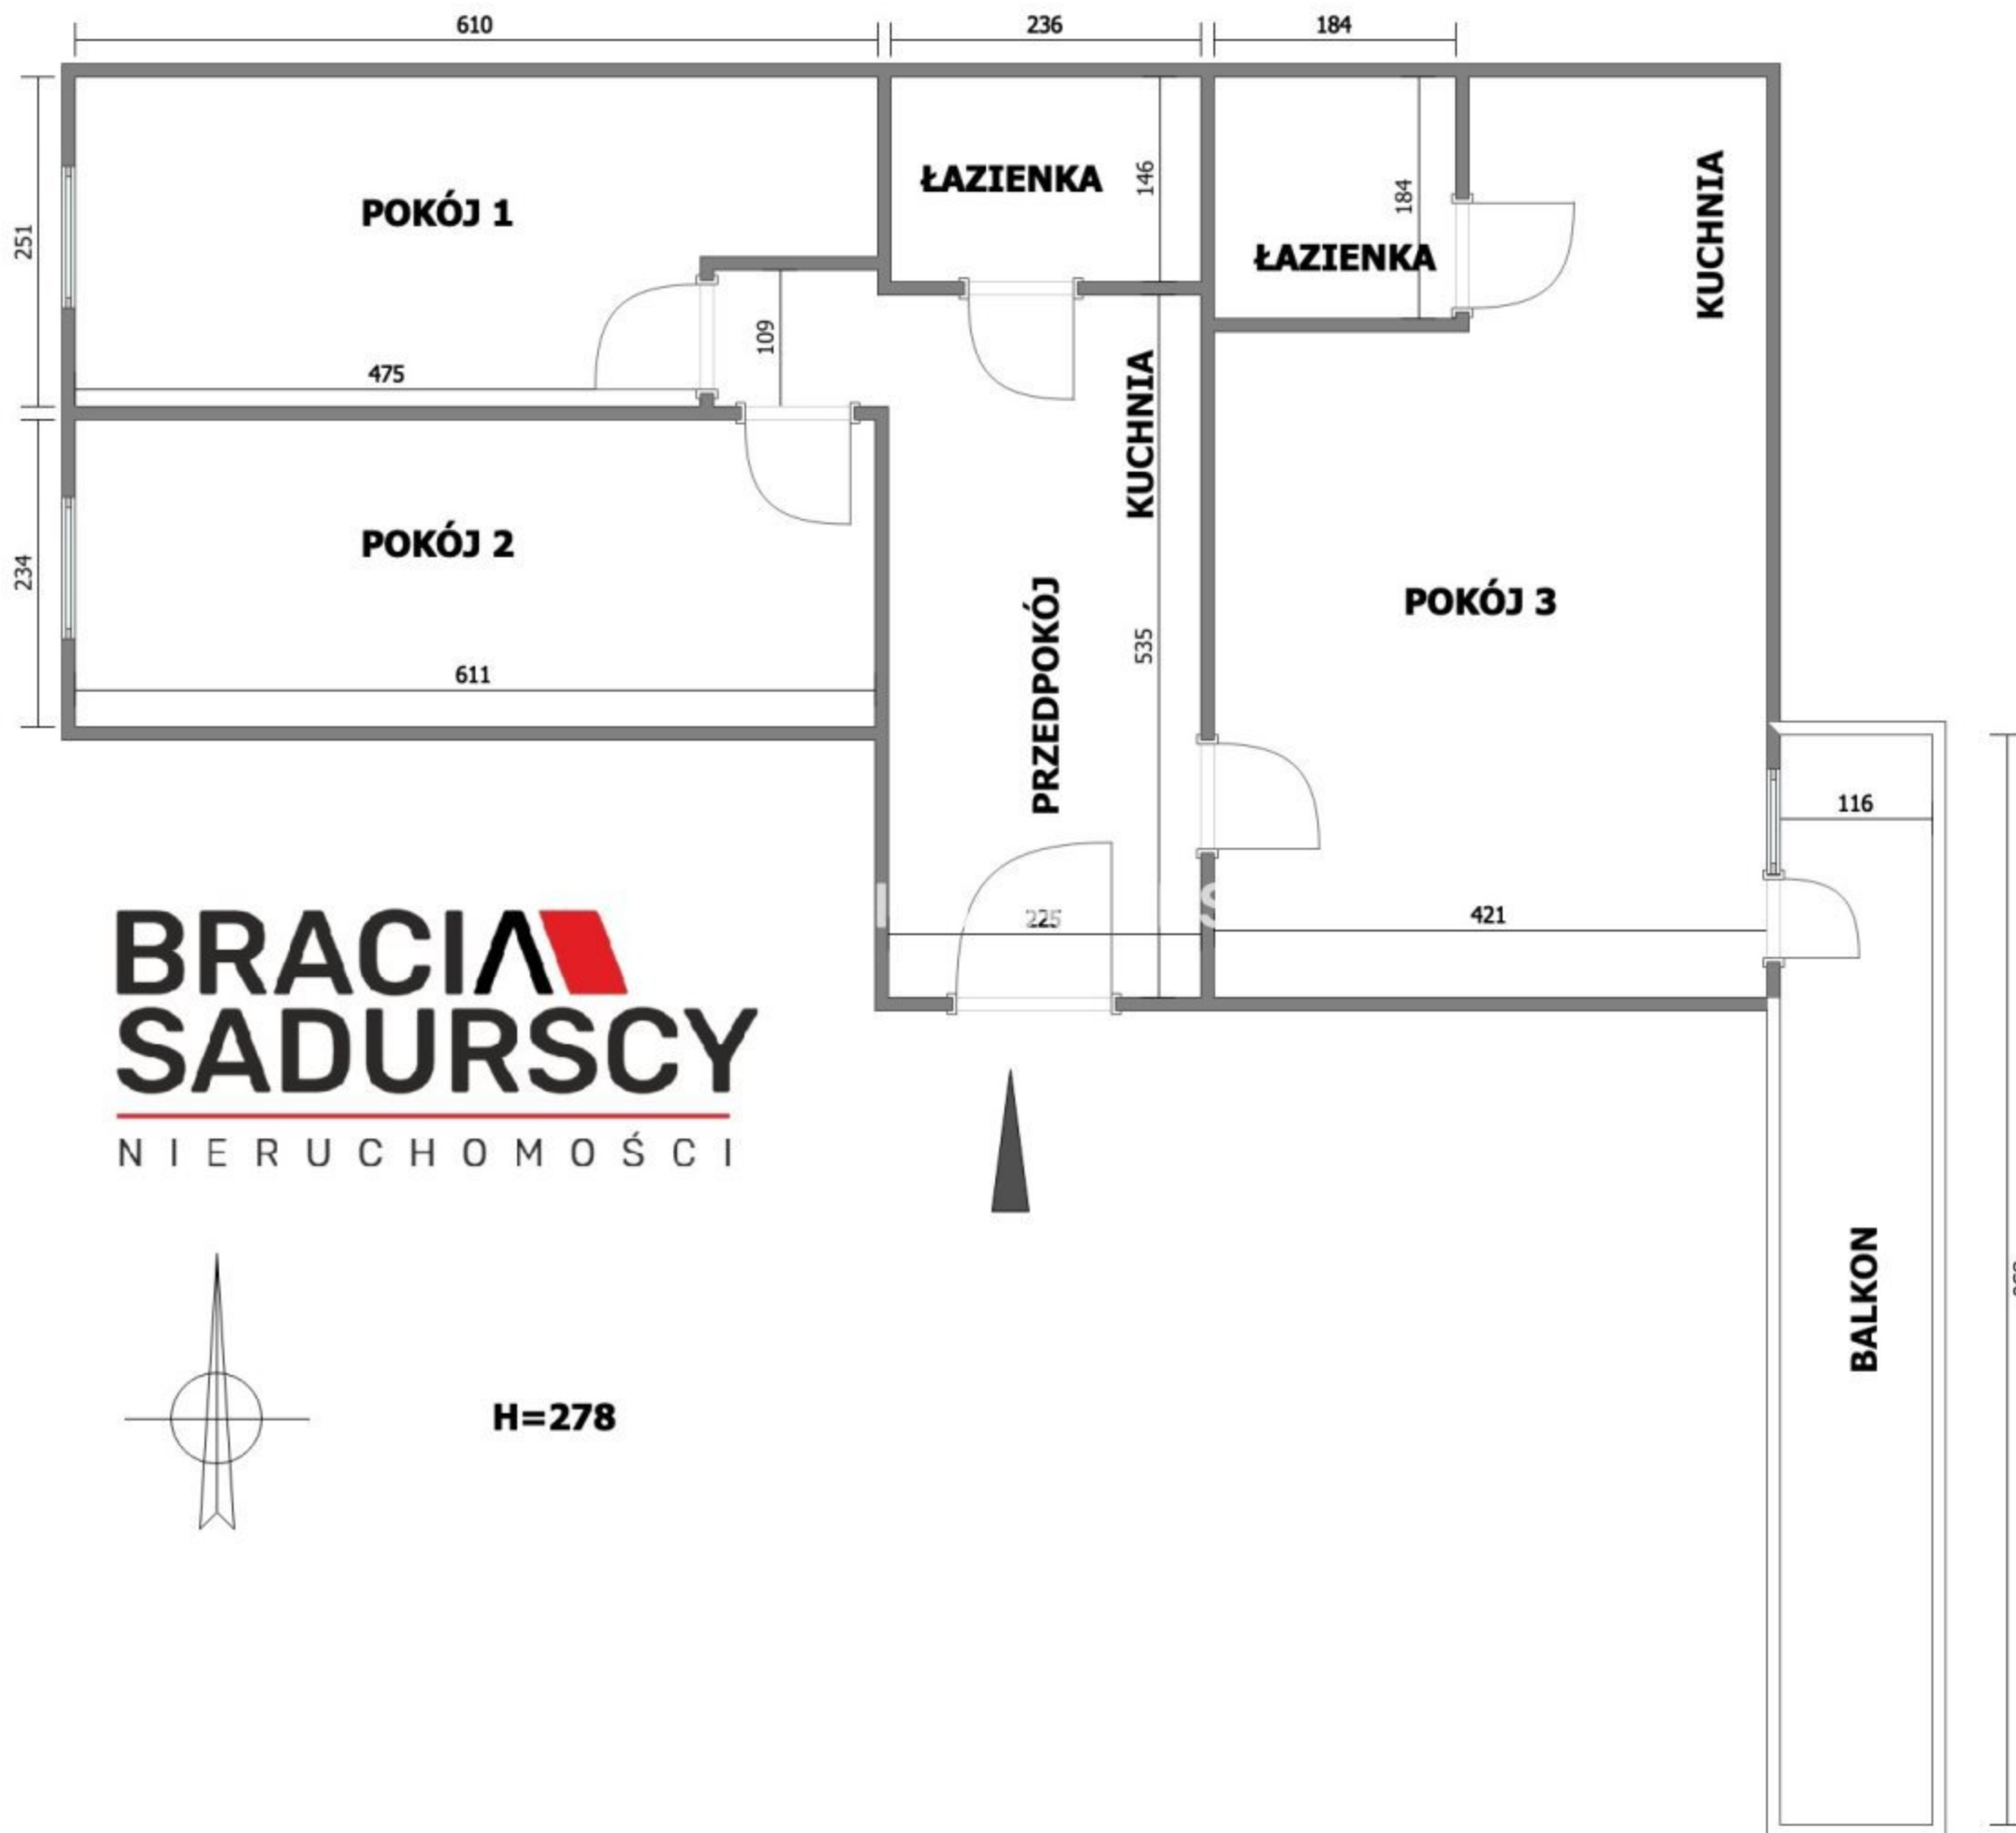 610
236
184
251
POKÓJ 1
ŁAZIENKA
146
184
ŁAZIENKA
KUCHNIA
109
475
KUCHNIA
234
POKÓJ 2
611
PRZEDPOKÓJ
535
POKÓJ 3
116
225
421
BRACIA
SADURSCY
NIERUCHOMOŚCI
BALKON
H=278